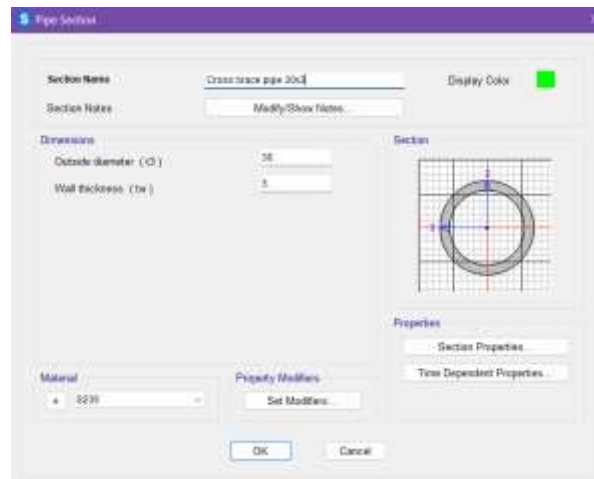 S Pipe Section
Section Name Cross brace pipe 30x3 Display Color
Section Notes Modify/Show Notes...
Dimensions Section
Outside diameter ( t3 )
Wall thickness ( tw )
2
3
Properties
Section Properties...
Time Dependent Properties...
Material Property Modifiers
+ Set Modifiers...
OK Cancel